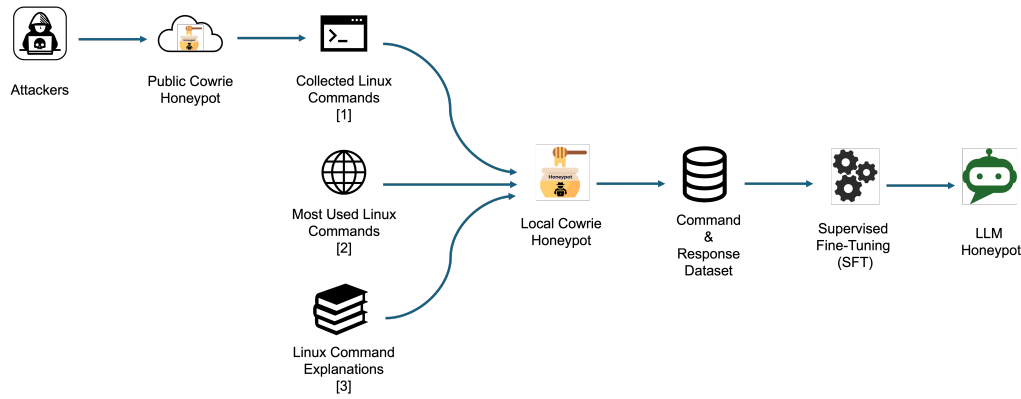 Attackers
Public Cowrie
Honeypot
>_
Collected Linux
Commands
[1]
Most Used Linux
Commands
[2]
Linux Command
Explanations
[3]
Honeypot
Local Cowrie
Honeypot
Command
&
Response
Dataset
Supervised
Fine-Tuning
(SFT)
LLM
Honeypot